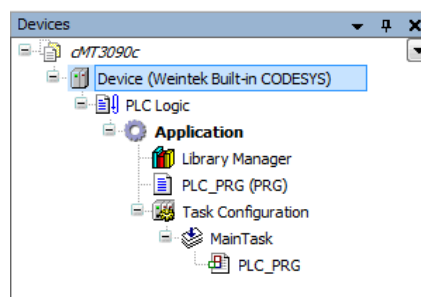 Devices
cMT3090c
Device (Weintek Built-in CODESYS)
PLC Logic
Application
Library Manager
PLC_PRG (PRG)
Task Configuration
MainTask
PLC_PRG